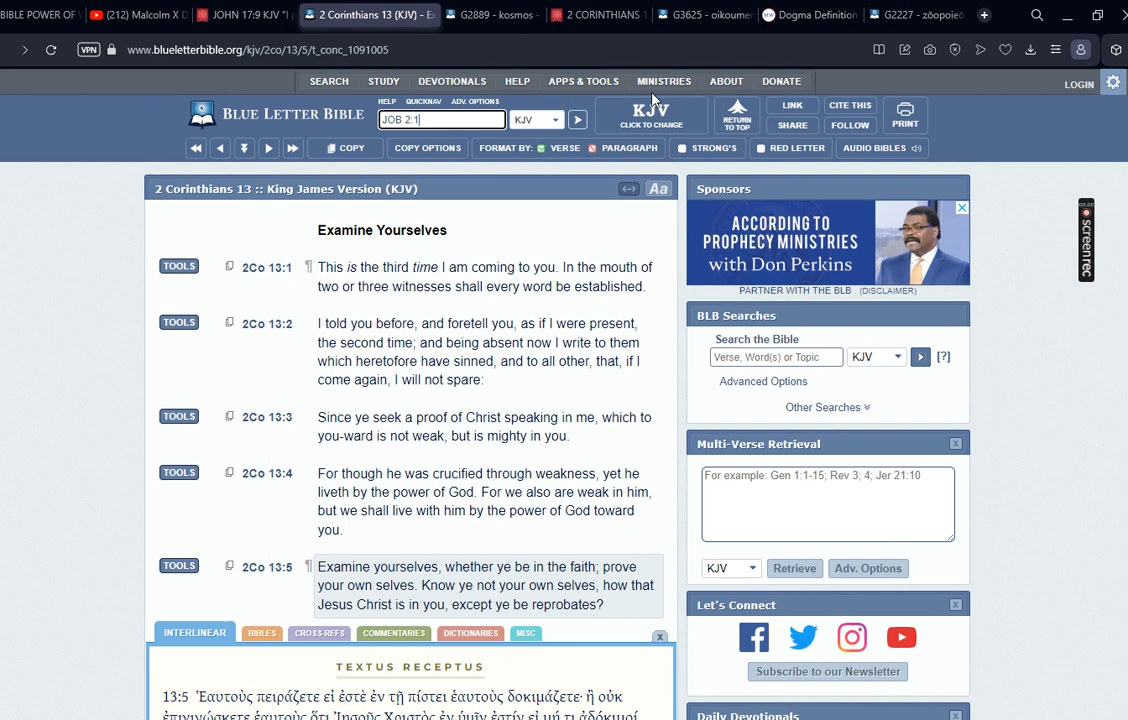 BIBLE POWER OF
(212) Malcolm X D
JOHN 17:9 KJV "I
2 Corinthians 13 (KJV) - E
G2889 - kosmos -
2 CORINTHIANS 1
G3625 - oikoumen
Dogma Definition
G2227 - zōopoieō
VPN
www.blueletterbible.org/kjv/2co/13/5/t_conc_1091005
SEARCH STUDY DEVOTIONALS HELP APPS & TOOLS MINISTRIES ABOUT DONATE
LOGIN
BLUE LETTER BIBLE
HELP QUICKNAV ADV. OPTIONS
JOB 2:1
KJV
KJV
CLICK TO CHANGE
RETURN
TO TOP
LINK
CITE THIS
SHARE
FOLLOW
PRINT
COPY
COPY OPTIONS
FORMAT BY: VERSE PARAGRAPH
STRONG'S
RED LETTER
AUDIO BIBLES
2 Corinthians 13 :: King James Version (KJV)
Aa
Examine Yourselves
TOOLS 2Co 13:1 ¶ This is the third time I am coming to you. In the mouth of
two or three witnesses shall every word be established.
TOOLS 2Co 13:2 I told you before, and foretell you, as if I were present,
the second time; and being absent now I write to them
which heretofore have sinned, and to all other, that, if I
come again, I will not spare:
TOOLS 2Co 13:3 Since ye seek a proof of Christ speaking in me, which to
you-ward is not weak, but is mighty in you.
TOOLS 2Co 13:4 For though he was crucified through weakness, yet he
liveth by the power of God. For we also are weak in him,
but we shall live with him by the power of God toward
you.
TOOLS 2Co 13:5 ¶ Examine yourselves, whether ye be in the faith; prove
your own selves. Know ye not your own selves, how that
Jesus Christ is in you, except ye be reprobates?
INTERLINEAR BIBLES CROSS-REFS COMMENTARIES DICTIONARIES MISC
x
TEXTUS RECEPTUS
13:5 Ἑαυτοὺς πειράζετε εἰ ἐστὲ ἐν τῇ πίστει ἑαυτοὺς δοκιμάζετε· ἢ οὐκ
ἐπιγινώσκετε ἑαυτοὺς ὅτι Ἰησοῦς Χριστὸς ἐν ὑμῖν ἐστίν εἰ μή τι ἀδόκιμοί
Sponsors
ACCORDING TO
PROPHECY MINISTRIES
with Don Perkins
PARTNER WITH THE BLB (DISCLAIMER)
BLB Searches
Search the Bible
Verse, Word(s) or Topic
KJV
[?]
Advanced Options
Other Searches
Multi-Verse Retrieval
X
For example: Gen 1:1-15; Rev 3; 4; Jer 21:10
KJV
Retrieve
Adv. Options
Let's Connect
X
Subscribe to our Newsletter
Daily Devotionals
X
screenrec